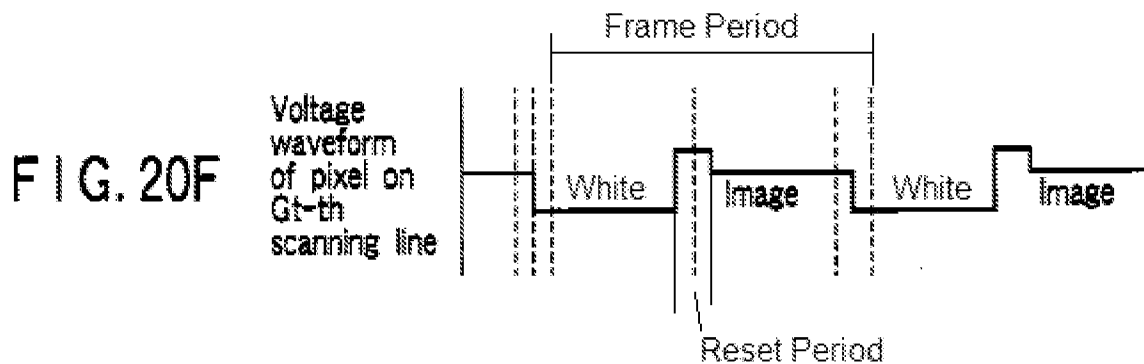 Frame Period
FIG. 20F
Voltage
waveform
of pixel on
Gt-th
scanning line
White
Image
White
Image
Reset Period